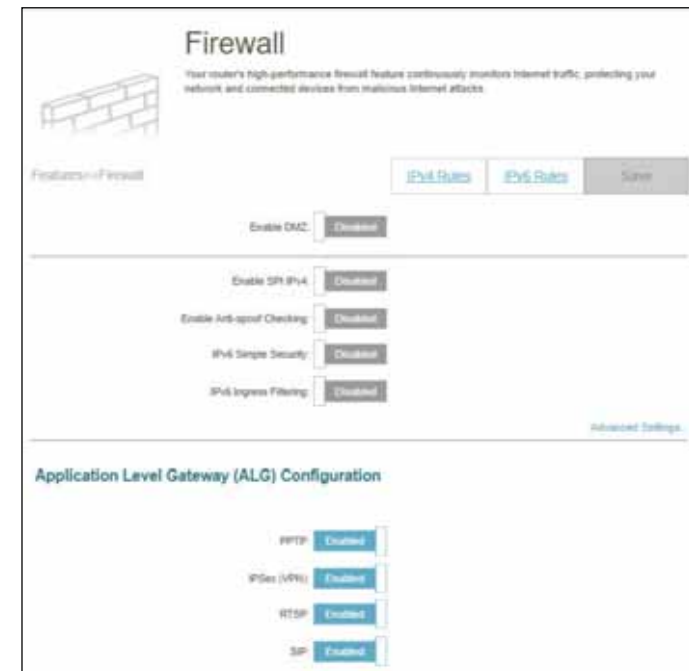 Firewall
Your router's high-performance firewall feature continuously monitors Internet traffic, protecting your
network and connected devices from malicious Internet attacks.
Features>>Firewall
IPv4 Rules IPv6 Rules Save
Enable DMZ: Disabled
Enable SPI IPv4: Disabled
Enable Anti-spoof Checking: Disabled
IPv6 Simple Security: Disabled
IPv6 Ingress Filtering: Disabled
Advanced Settings...
Application Level Gateway (ALG) Configuration
PPTP: Enabled
IPSec (VPN): Enabled
RTSP: Enabled
SIP: Enabled